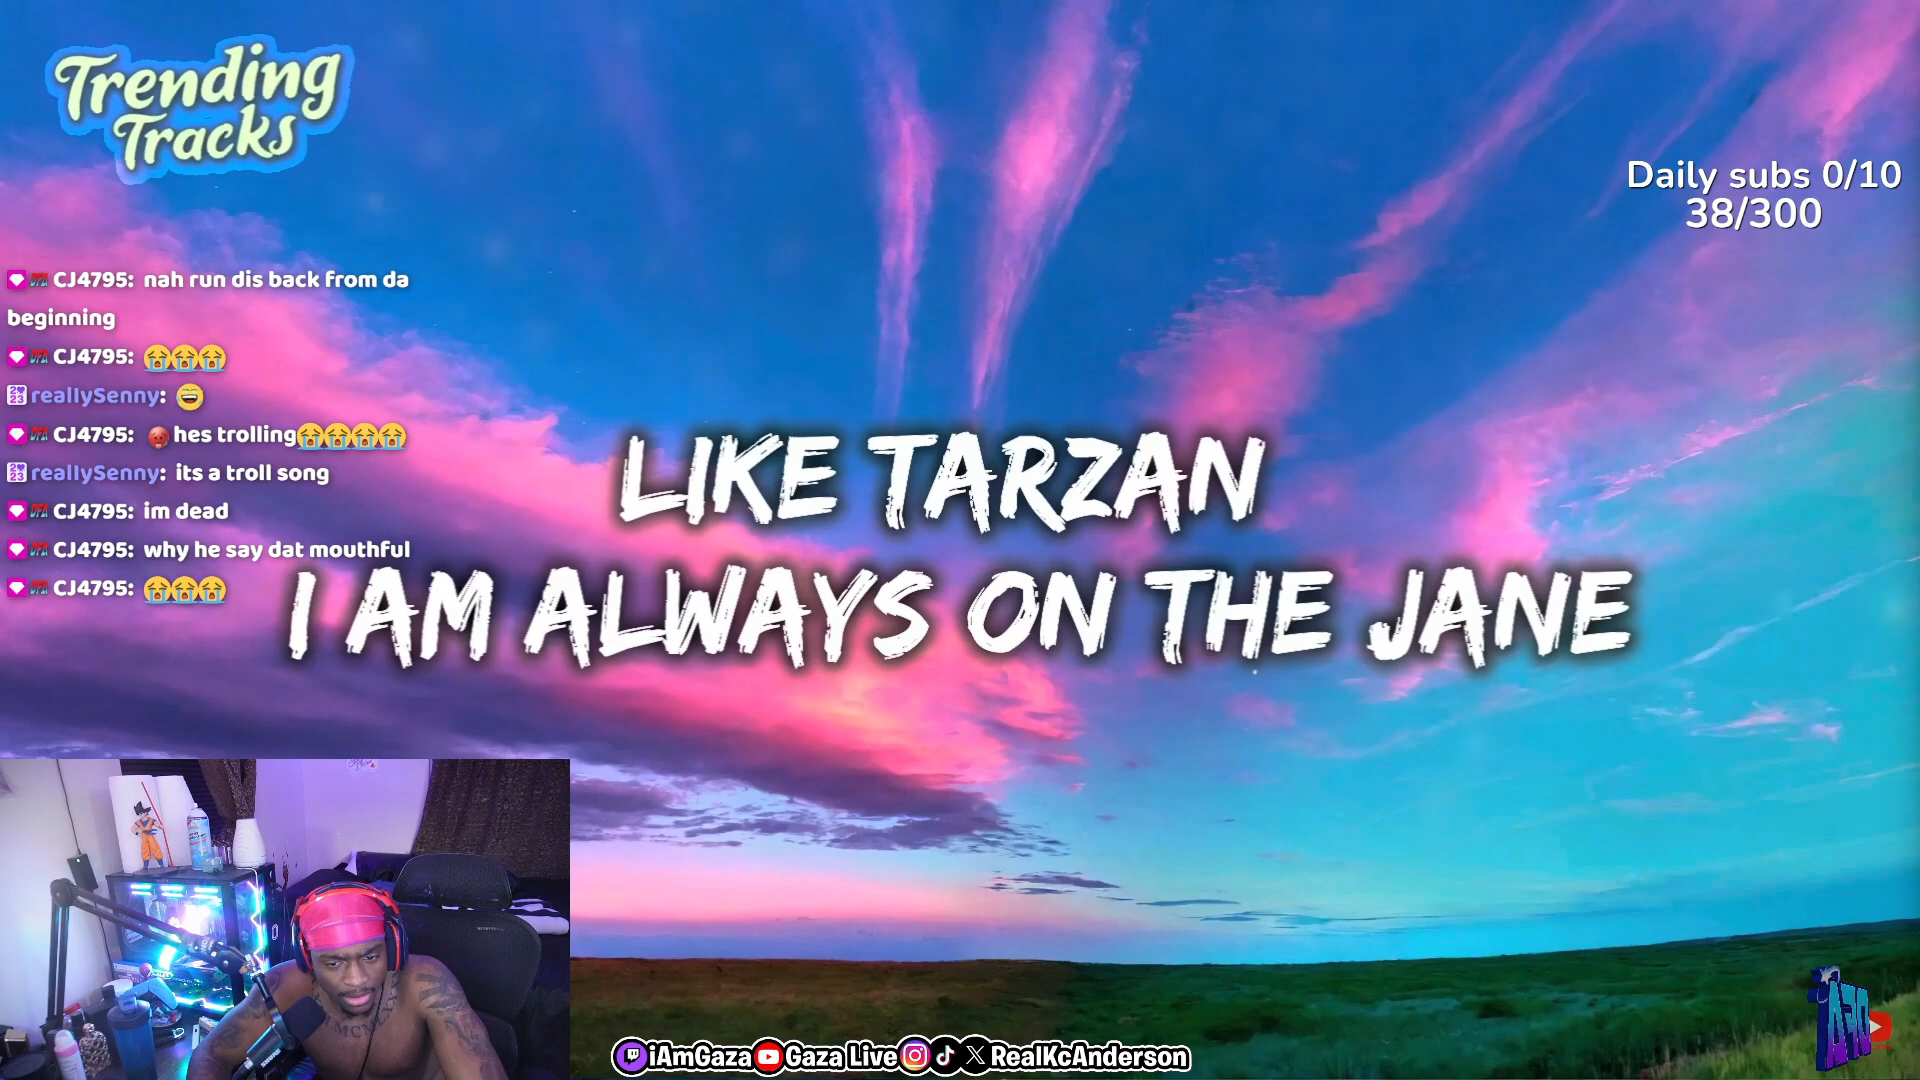 Trending
Tracks
Daily subs 0/10
38/300
CJ4795: nah run dis back from da
beginning
CJ4795: 😭😭😭
reallySenny: 😅
CJ4795: 🥵 hes trolling😭😭😭😭
reallySenny: its a troll song
CJ4795: im dead
CJ4795: why he say dat mouthful
CJ4795: 😭😭😭
LIKE TARZAN
I AM ALWAYS ON THE JANE
iAmGaza Gaza Live RealKcAnderson